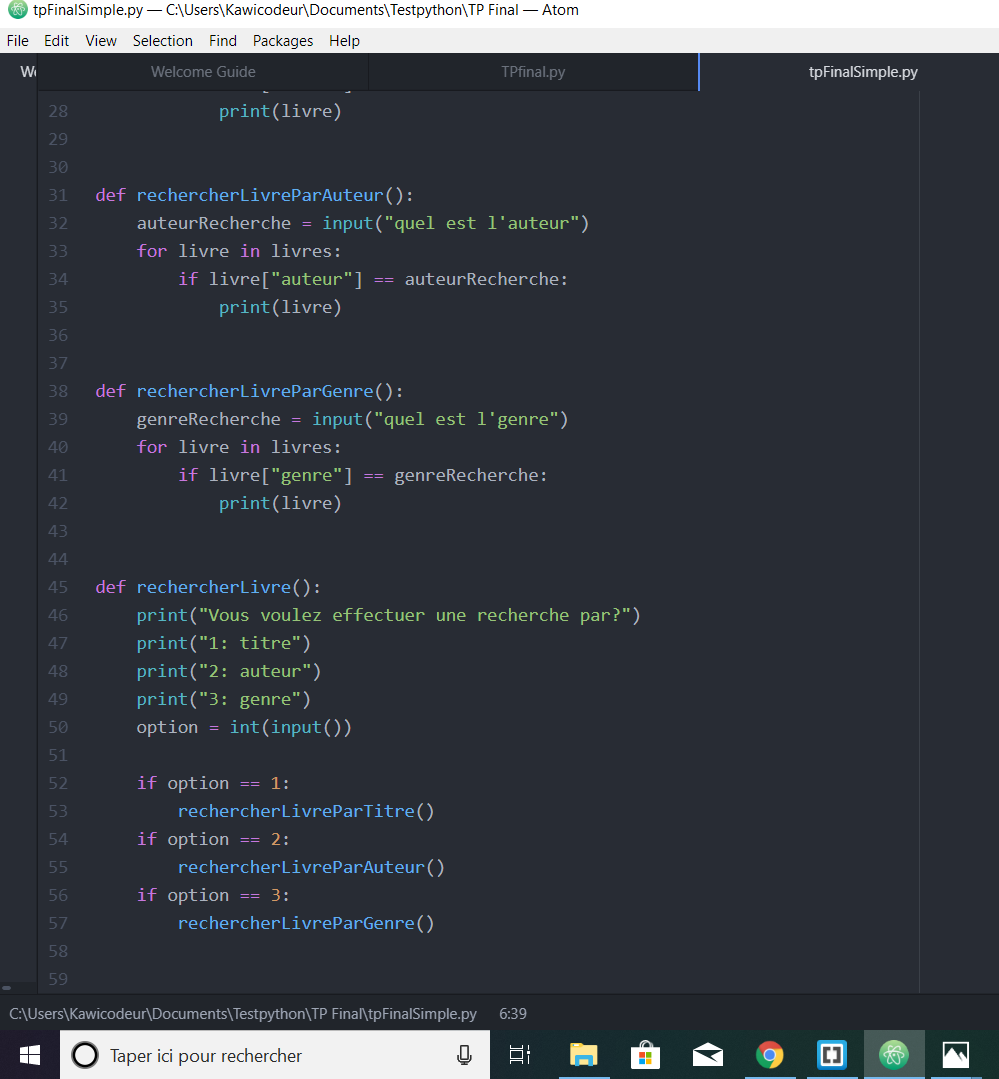 tpFinalSimple.py — C:\Users\Kawicodeur\Documents\Testpython\TP Final — Atom
File Edit View Selection Find Packages Help
Welcome Guide TPfinal.py tpFinalSimple.py
28 print(livre)
29
30
31 def rechercherLivreParAuteur():
32 auteurRecherche = input("quel est l'auteur")
33 for livre in livres:
34 if livre["auteur"] == auteurRecherche:
35 print(livre)
36
37
38 def rechercherLivreParGenre():
39 genreRecherche = input("quel est l'genre")
40 for livre in livres:
41 if livre["genre"] == genreRecherche:
42 print(livre)
43
44
45 def rechercherLivre():
46 print("Vous voulez effectuer une recherche par?")
47 print("1: titre")
48 print("2: auteur")
49 print("3: genre")
50 option = int(input())
51
52 if option == 1:
53 rechercherLivreParTitre()
54 if option == 2:
55 rechercherLivreParAuteur()
56 if option == 3:
57 rechercherLivreParGenre()
58
59
C:\Users\Kawicodeur\Documents\Testpython\TP Final\tpFinalSimple.py 6:39
Taper ici pour rechercher